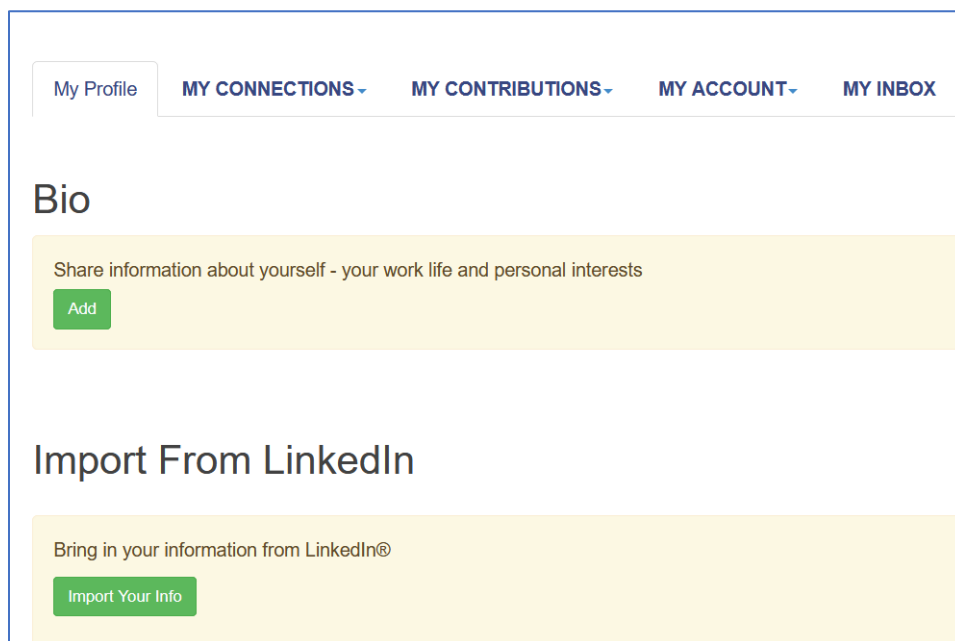 My Profile MY CONNECTIONS MY CONTRIBUTIONS MY ACCOUNT MY INBOX
Bio
Share information about yourself - your work life and personal interests
Add
Import From LinkedIn
Bring in your information from LinkedIn®
Import Your Info